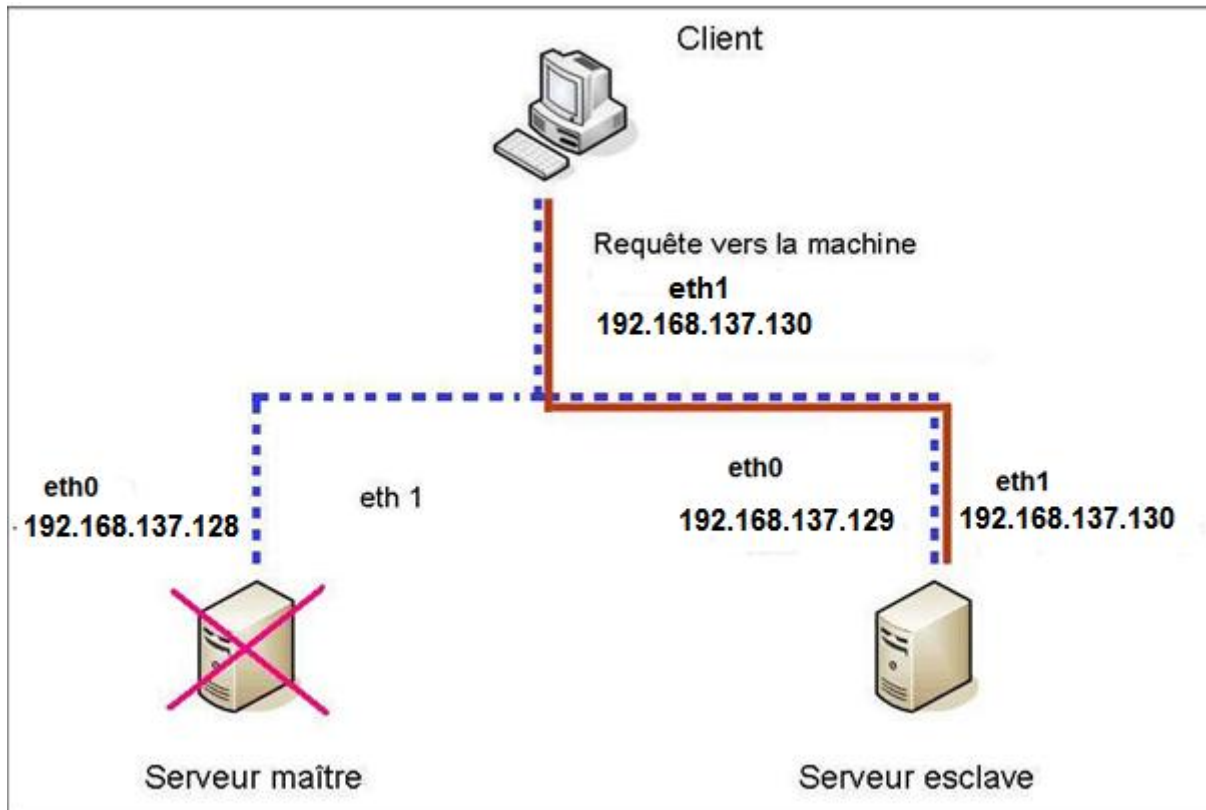 Client
Requête vers la machine
eth1
192.168.137.130
eth0
192.168.137.128
eth 1
eth0
192.168.137.129
eth1
192.168.137.130
Serveur maître
Serveur esclave